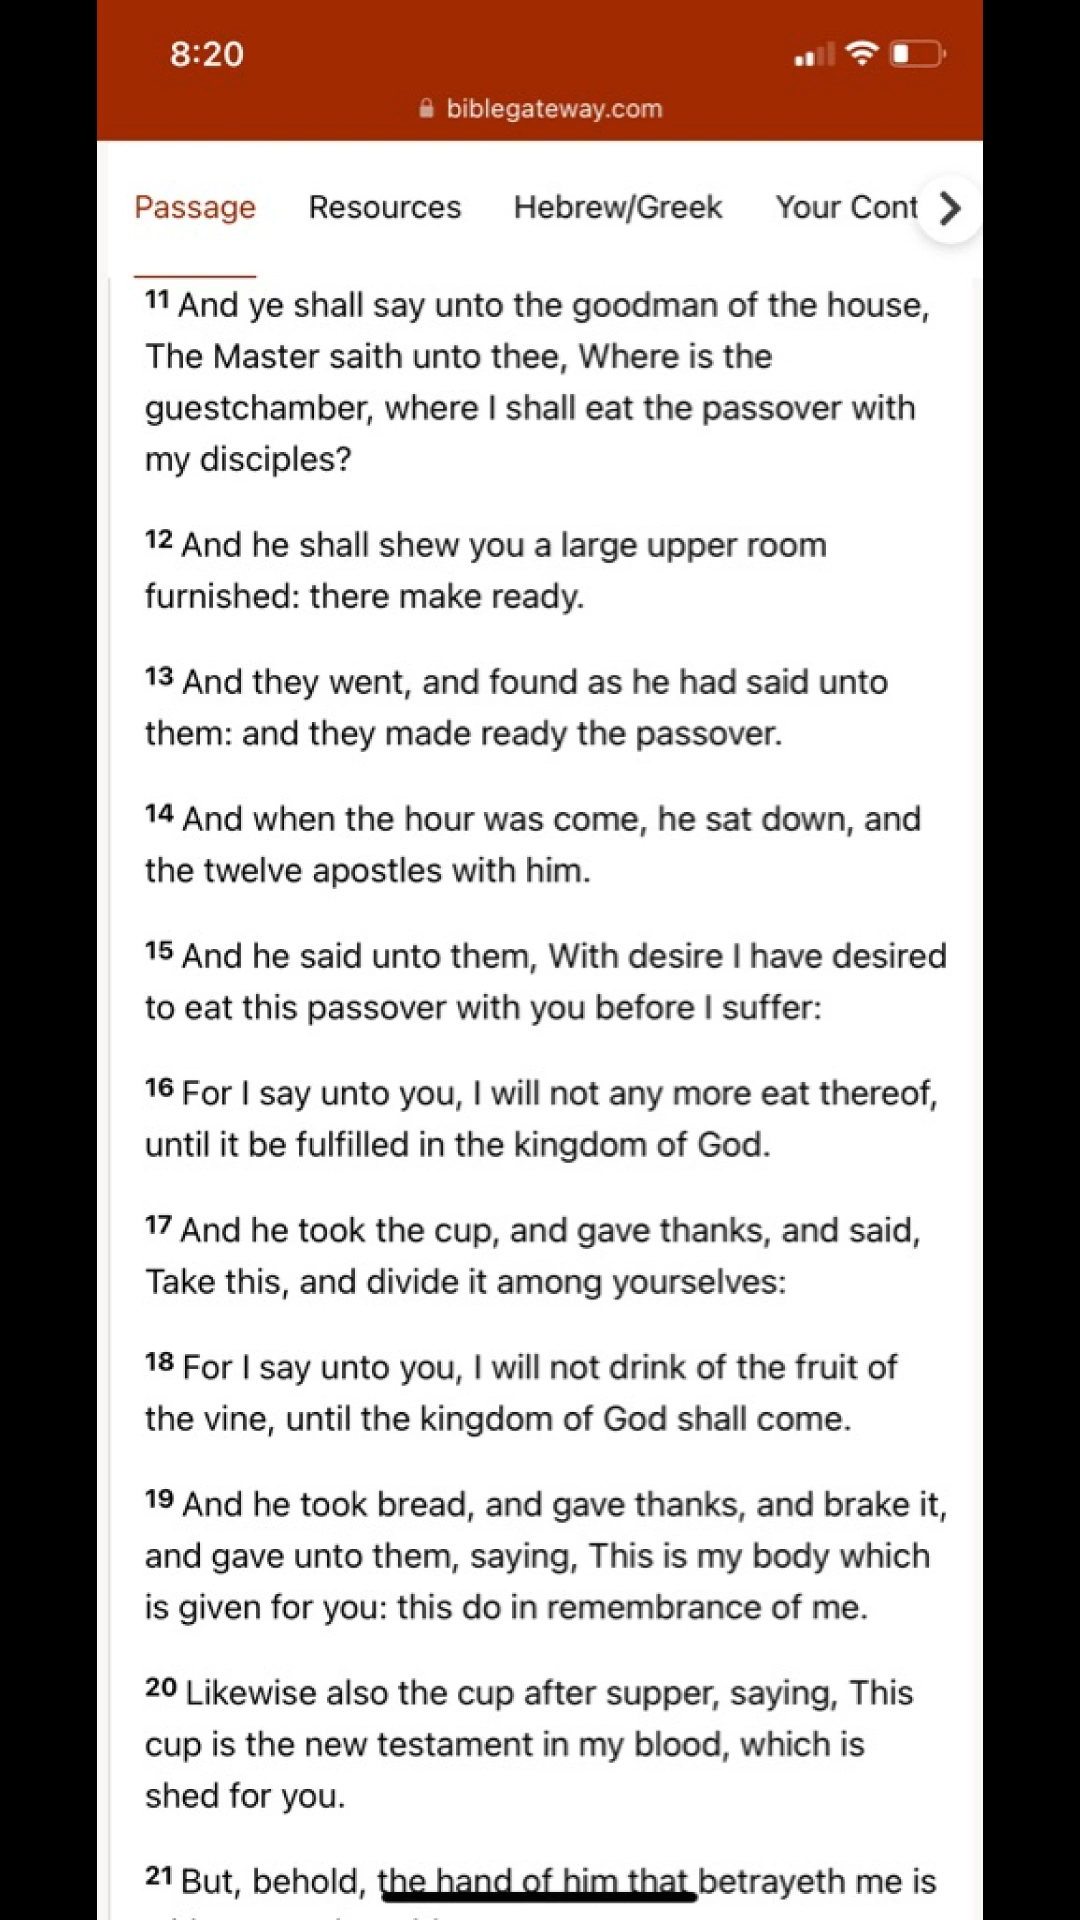 8:20
biblegateway.com
Passage Resources Hebrew/Greek Your Cont
11 And ye shall say unto the goodman of the house,
The Master saith unto thee, Where is the
guestchamber, where I shall eat the passover with
my disciples?
12 And he shall shew you a large upper room
furnished: there make ready.
13 And they went, and found as he had said unto
them: and they made ready the passover.
14 And when the hour was come, he sat down, and
the twelve apostles with him.
15 And he said unto them, With desire I have desired
to eat this passover with you before I suffer:
16 For I say unto you, I will not any more eat thereof,
until it be fulfilled in the kingdom of God.
17 And he took the cup, and gave thanks, and said,
Take this, and divide it among yourselves:
18 For I say unto you, I will not drink of the fruit of
the vine, until the kingdom of God shall come.
19 And he took bread, and gave thanks, and brake it,
and gave unto them, saying, This is my body which
is given for you: this do in remembrance of me.
20 Likewise also the cup after supper, saying, This
cup is the new testament in my blood, which is
shed for you.
21 But, behold, the hand of him that betrayeth me is